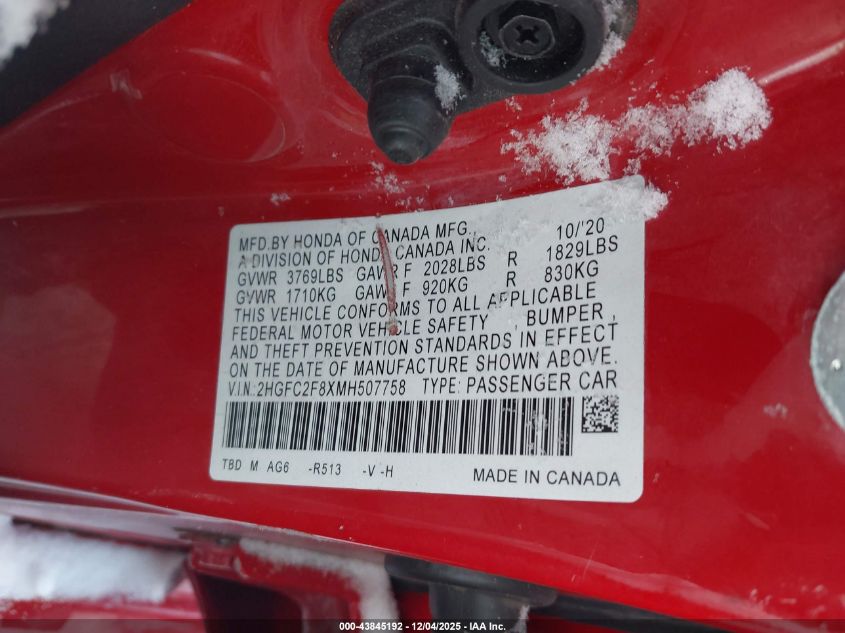 MFD.BY HONDA OF CANADA MFG., 10/'20
A DIVISION OF HONDA CANADA INC.
GVWR 3769LBS GAWR F 2028LBS R 1829LBS
GVWR 1710KG GAWR F 920KG R 830KG
THIS VEHICLE CONFORMS TO ALL APPLICABLE
FEDERAL MOTOR VEHICLE SAFETY , BUMPER,
AND THEFT PREVENTION STANDARDS IN EFFECT
ON THE DATE OF MANUFACTURE SHOWN ABOVE.
V.I.N.:2HGFC2F8XMH507758 TYPE: PASSENGER CAR
TBD M AG6 -R513 -V -H MADE IN CANADA
000-43845192 - 12/04/2025 - IAA Inc.